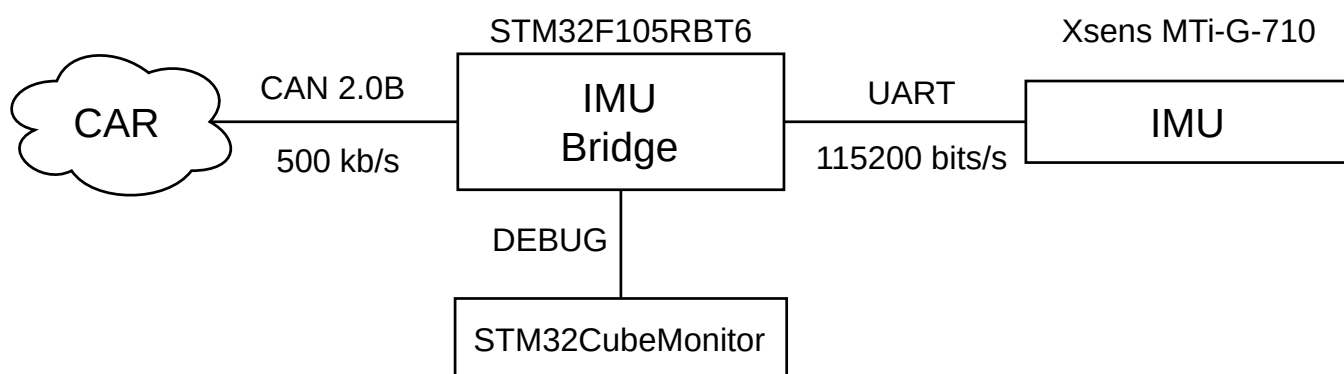 STM32F105RBT6
Xsens MTi-G-710
CAR
CAN 2.0B
500 kb/s
IMU
Bridge
UART
115200 bits/s
IMU
DEBUG
STM32CubeMonitor